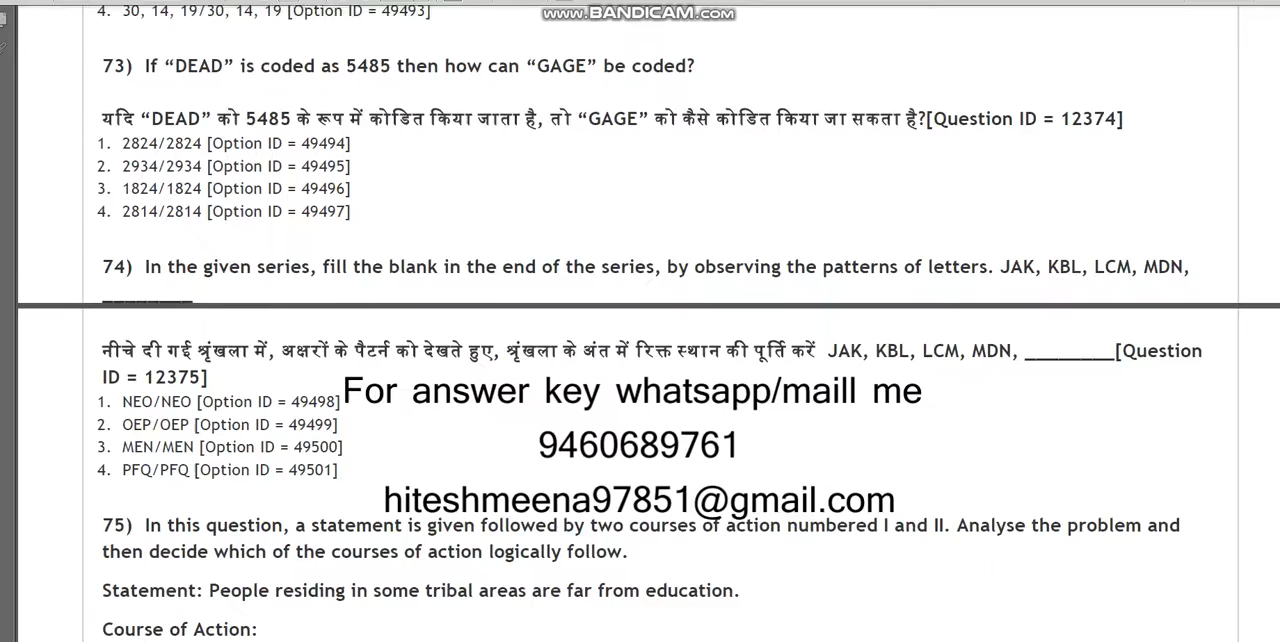 4. 30, 14, 19/30, 14, 19 [Option ID = 49493]
www.BANDICAM.com
73) If “DEAD” is coded as 5485 then how can “GAGE” be coded?
यदि “DEAD” को 5485 के रूप में कोडित किया जाता है, तो “GAGE” को कैसे कोडित किया जा सकता है?[Question ID = 12374]
1. 2824/2824 [Option ID = 49494]
2. 2934/2934 [Option ID = 49495]
3. 1824/1824 [Option ID = 49496]
4. 2814/2814 [Option ID = 49497]
74) In the given series, fill the blank in the end of the series, by observing the patterns of letters. JAK, KBL, LCM, MDN,
________
नीचे दी गई श्रृंखला में, अक्षरों के पैटर्न को देखते हुए, श्रृंखला के अंत में रिक्त स्थान की पूर्ति करें JAK, KBL, LCM, MDN, ________[Question
ID = 12375]
For answer key whatsapp/maill me
1. NEO/NEO [Option ID = 49498]
2. OEP/OEP [Option ID = 49499]
9460689761
3. MEN/MEN [Option ID = 49500]
4. PFQ/PFQ [Option ID = 49501]
hiteshmeena97851@gmail.com
75) In this question, a statement is given followed by two courses of action numbered I and II. Analyse the problem and
then decide which of the courses of action logically follow.
Statement: People residing in some tribal areas are far from education.
Course of Action: